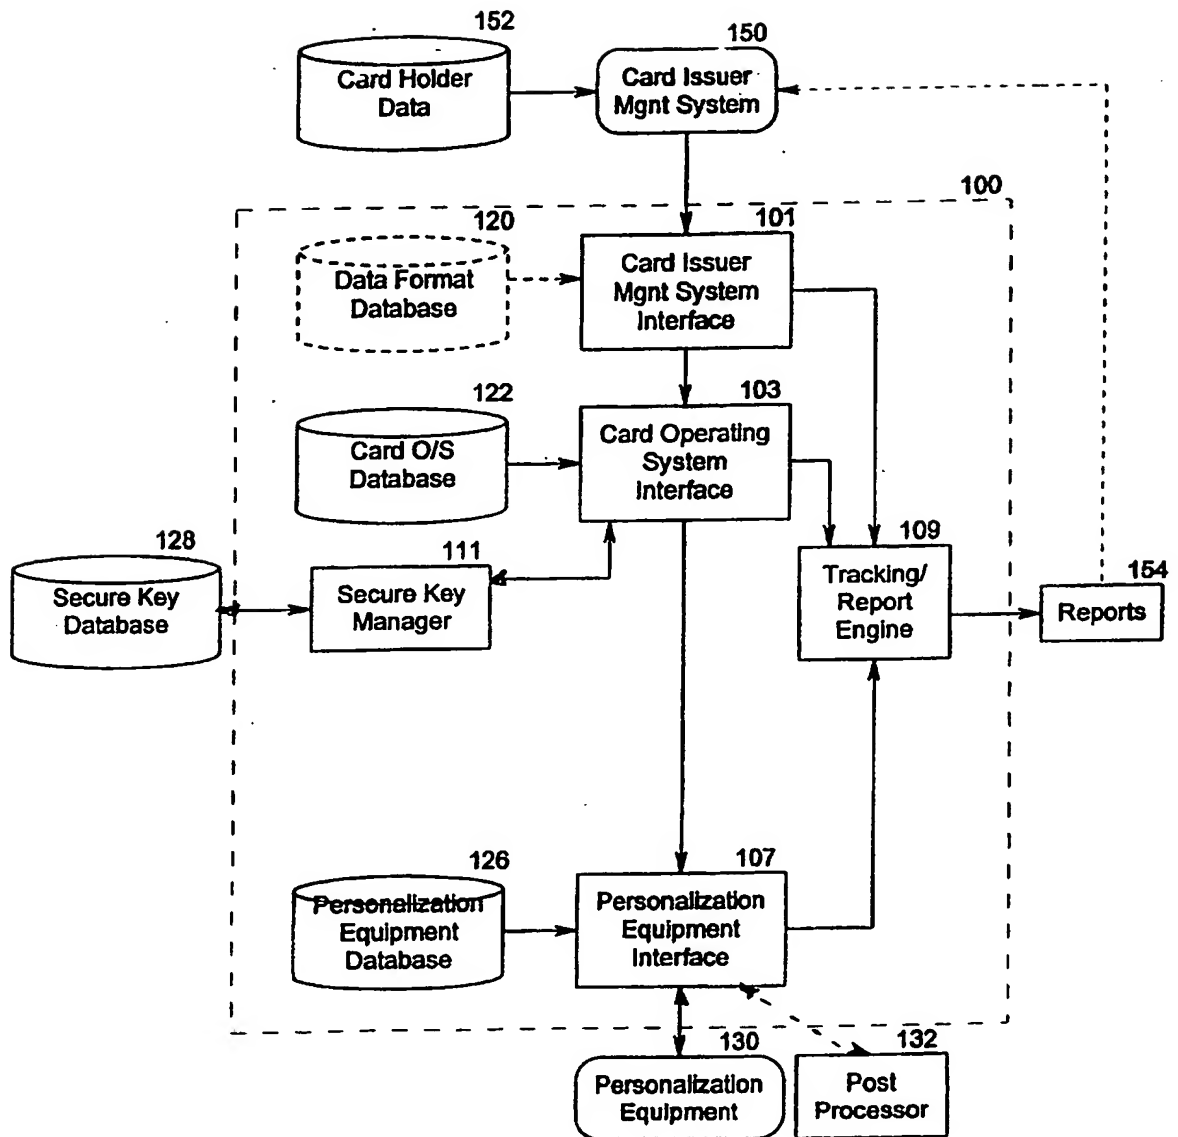 152
Card Holder
Data
150
Card Issuer
Mgnt System
100
120
Data Format
Database
101
Card Issuer
Mgnt System
Interface
122
Card O/S
Database
103
Card Operating
System
Interface
128
Secure Key
Database
111
Secure Key
Manager
109
Tracking/
Report
Engine
154
Reports
126
Personalization
Equipment
Database
107
Personalization
Equipment
Interface
130
Personalization
Equipment
132
Post
Processor